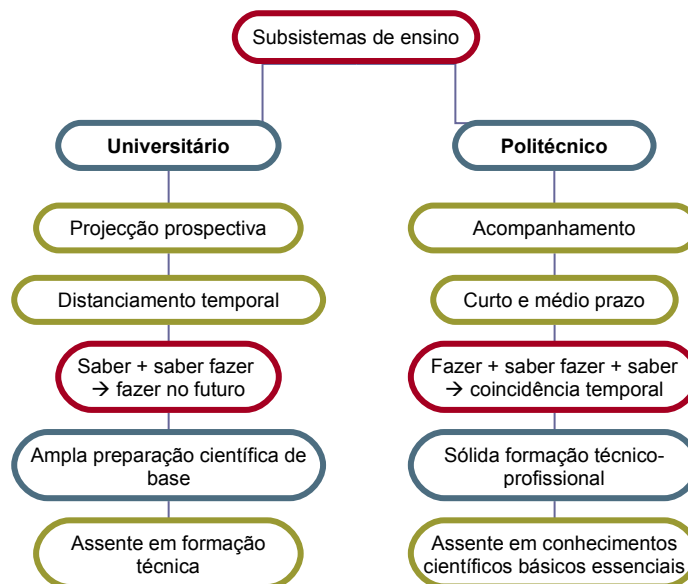 Subsistemas de ensino
Universitário
Politécnico
Projecção prospectiva
Acompanhamento
Distanciamento temporal
Curto e médio prazo
Saber + saber fazer
→ fazer no futuro
Fazer + saber fazer + saber
→ coincidência temporal
Ampla preparação científica de
base
Sólida formação técnico-
profissional
Assente em formação
técnica
Assente em conhecimentos
científicos básicos essenciais